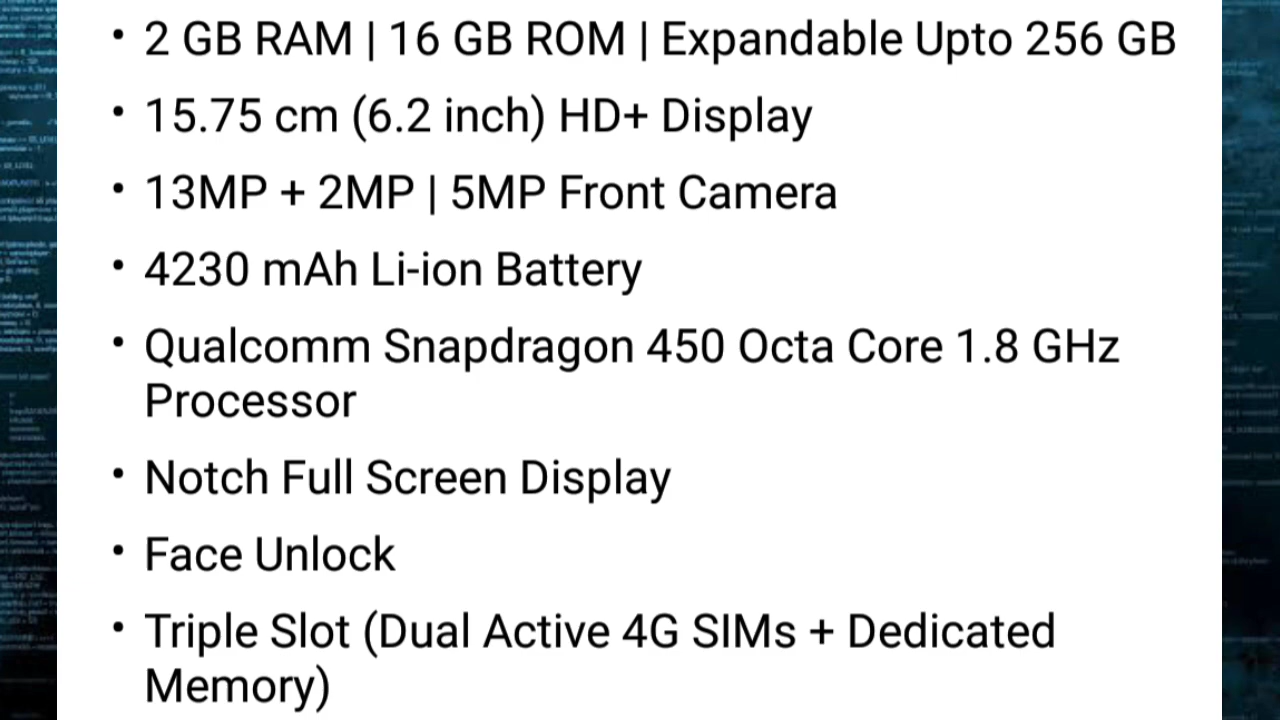 • 2 GB RAM | 16 GB ROM | Expandable Upto 256 GB
• 15.75 cm (6.2 inch) HD+ Display
• 13MP + 2MP | 5MP Front Camera
• 4230 mAh Li-ion Battery
• Qualcomm Snapdragon 450 Octa Core 1.8 GHz
Processor
• Notch Full Screen Display
• Face Unlock
• Triple Slot (Dual Active 4G SIMs + Dedicated
Memory)